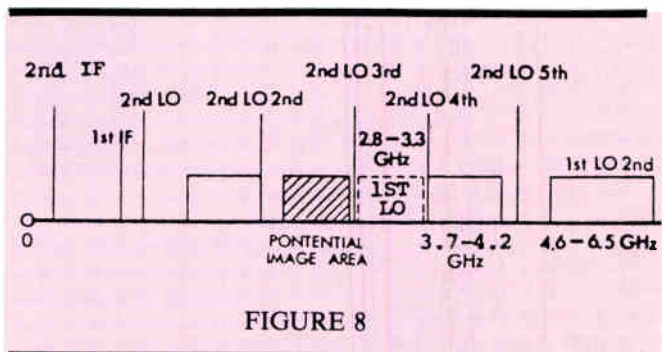 2nd IF
2nd LO 3rd
2nd LO 5th
2nd LO
2nd LO 2nd
2nd LO 4th
1st IF
2.8-3.3
GHz
1ST
LO
1st LO 2nd
0
PONTENTIAL
IMAGE AREA
3.7-4.2
GHz
4.6-6.5 GHz
FIGURE 8